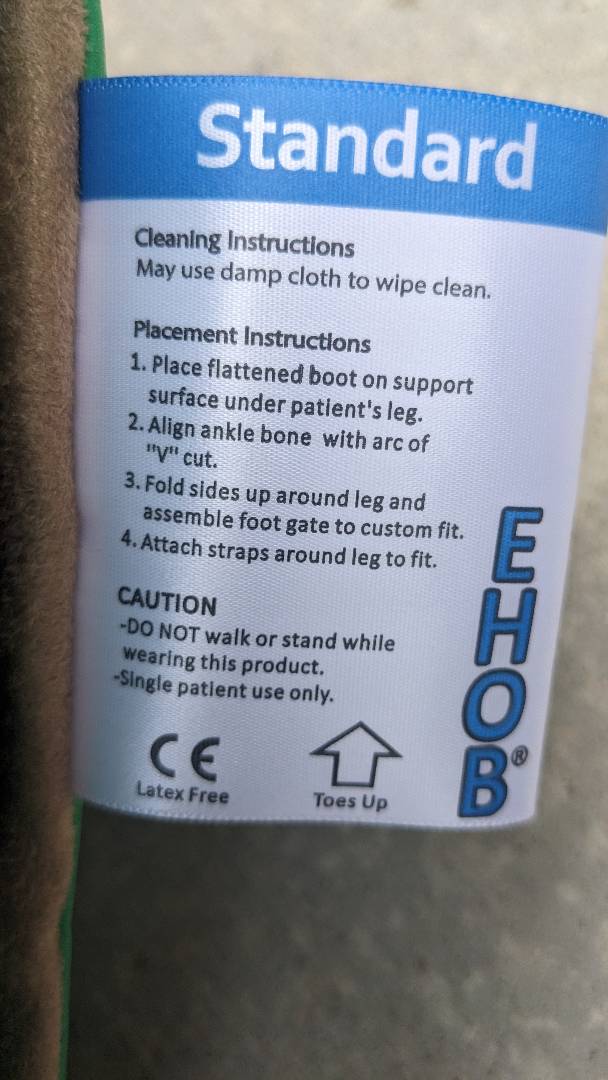 Standard
Cleaning Instructions
May use damp cloth to wipe clean.
Placement Instructions
1. Place flattened boot on support
surface under patient's leg.
2. Align ankle bone with arc of
"V" cut.
3. Fold sides up around leg and
assemble foot gate to custom fit.
4. Attach straps around leg to fit.
CAUTION
-DO NOT walk or stand while
wearing this product.
-Single patient use only.
CE
Latex Free
Toes Up
EHOB®